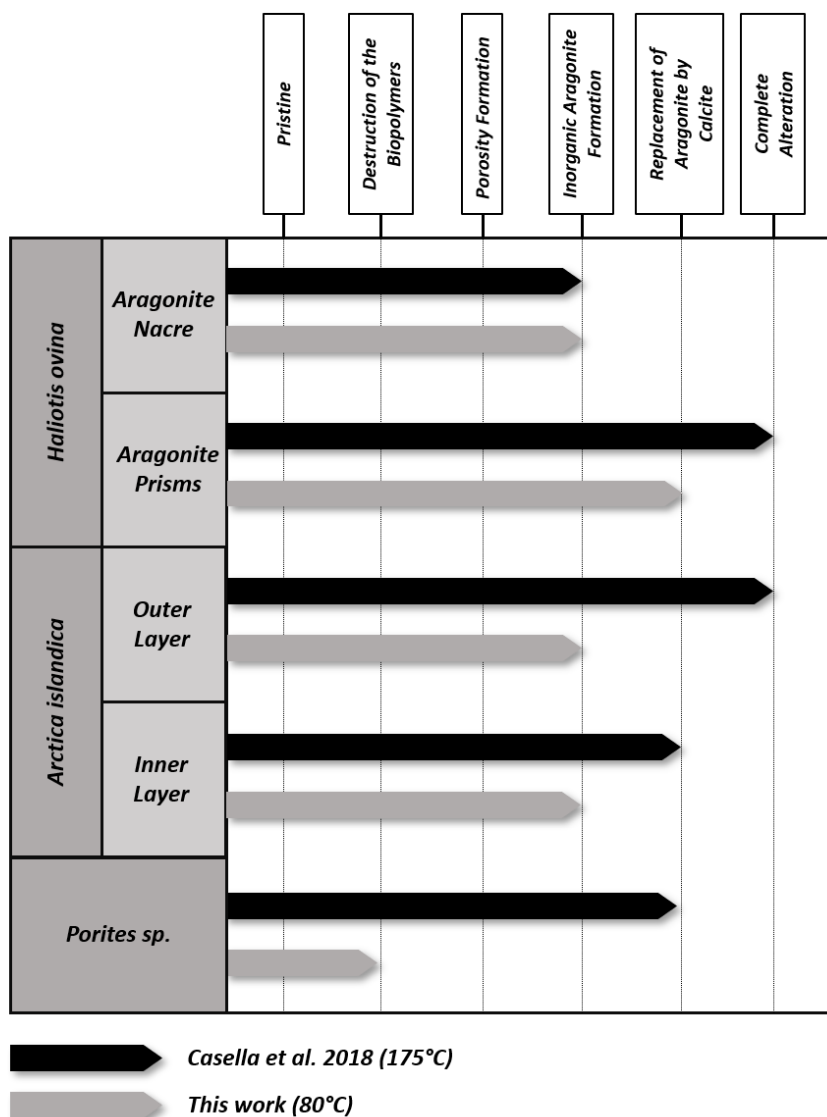 Pristine
Destruction of the
Biopolymers
Porosity Formation
Inorganic Aragonite
Formation
Replacement of
Aragonite by
Calcite
Complete
Alteration
Haliotis ovina
Aragonite
Nacre
Aragonite
Prisms
Arctica islandica
Outer
Layer
Inner
Layer
Porites sp.
Casella et al. 2018 (175°C)
This work (80°C)